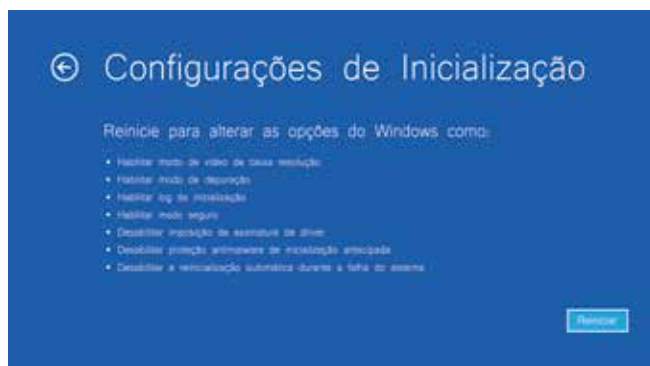 Configurações de Inicialização
Reinicie para alterar as opções do Windows como:
Habilitar modo de vídeo de baixa resolução
Habilitar modo de depuração
Habilitar log de inicialização
Habilitar modo seguro
Desabilitar imposição de assinatura de driver
Desabilitar proteção antimalware de inicialização antecipada
Desabilitar a reinicialização automática durante a falha do sistema
Reiniciar